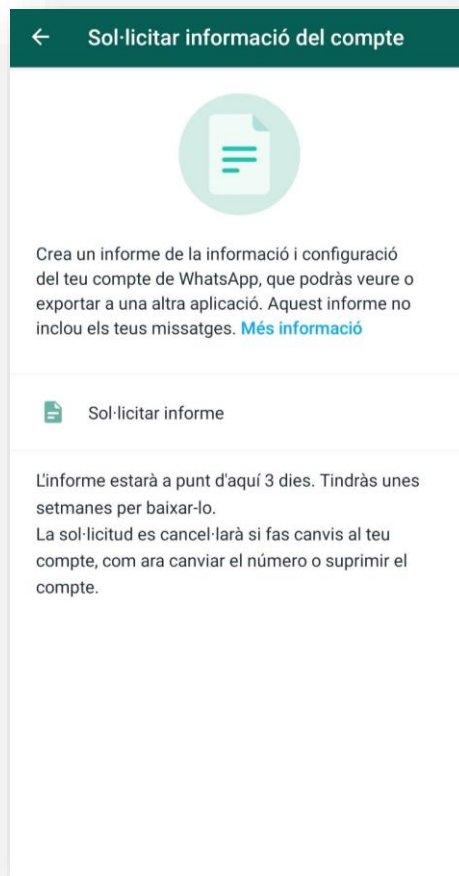 Sol·licitar informació del compte
Crea un informe de la informació i configuració
del teu compte de WhatsApp, que podràs veure o
exportar a una altra aplicació. Aquest informe no
inclou els teus missatges. Més informació
Sol·licitar informe
L'informe estarà a punt d'aquí 3 dies. Tindràs unes
setmanes per baixar-lo.
La sol·licitud es cancel·larà si fas canvis al teu
compte, com ara canviar el número o suprimir el
compte.